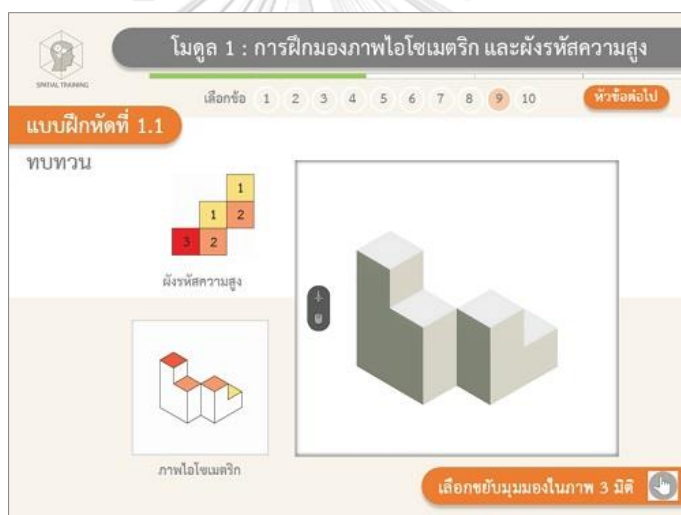 โมดูล 1 : การฝึกมองภาพไอโซเมตริก และผังรหัสความสูง
SPATIAL TRAINING
เลือกข้อ 1 2 3 4 5 6 7 8 9 10
หัวข้อต่อไป
แบบฝึกหัดที่ 1.1
ทบทวน
1
1 2
3 2
ผังรหัสความสูง
ภาพไอโซเมตริก
เลือกขยับมุมมองในภาพ 3 มิติ